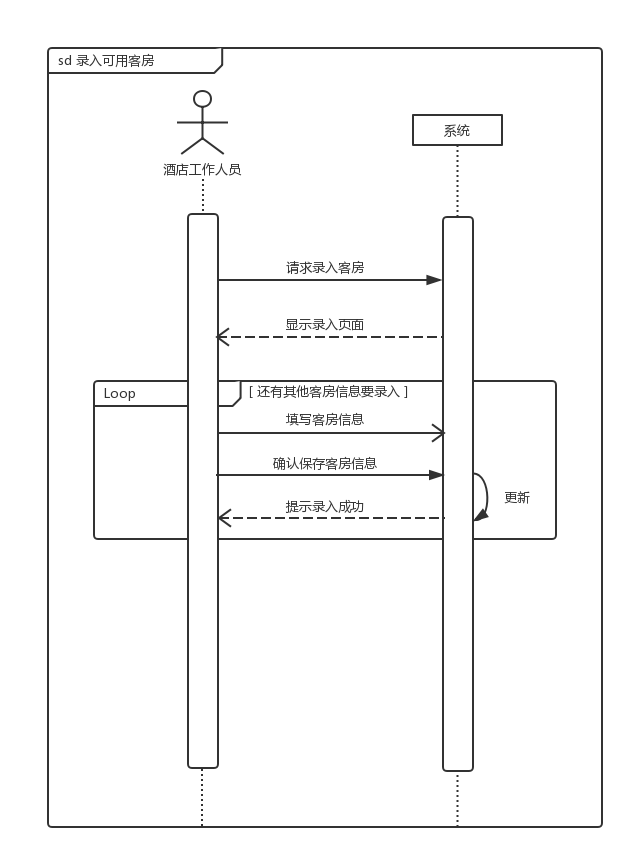 sd 录入可用客房
系统
酒店工作人员
请求录入客房
显示录入页面
Loop
[ 还有其他客房信息要录入 ]
填写客房信息
确认保存客房信息
更新
提示录入成功